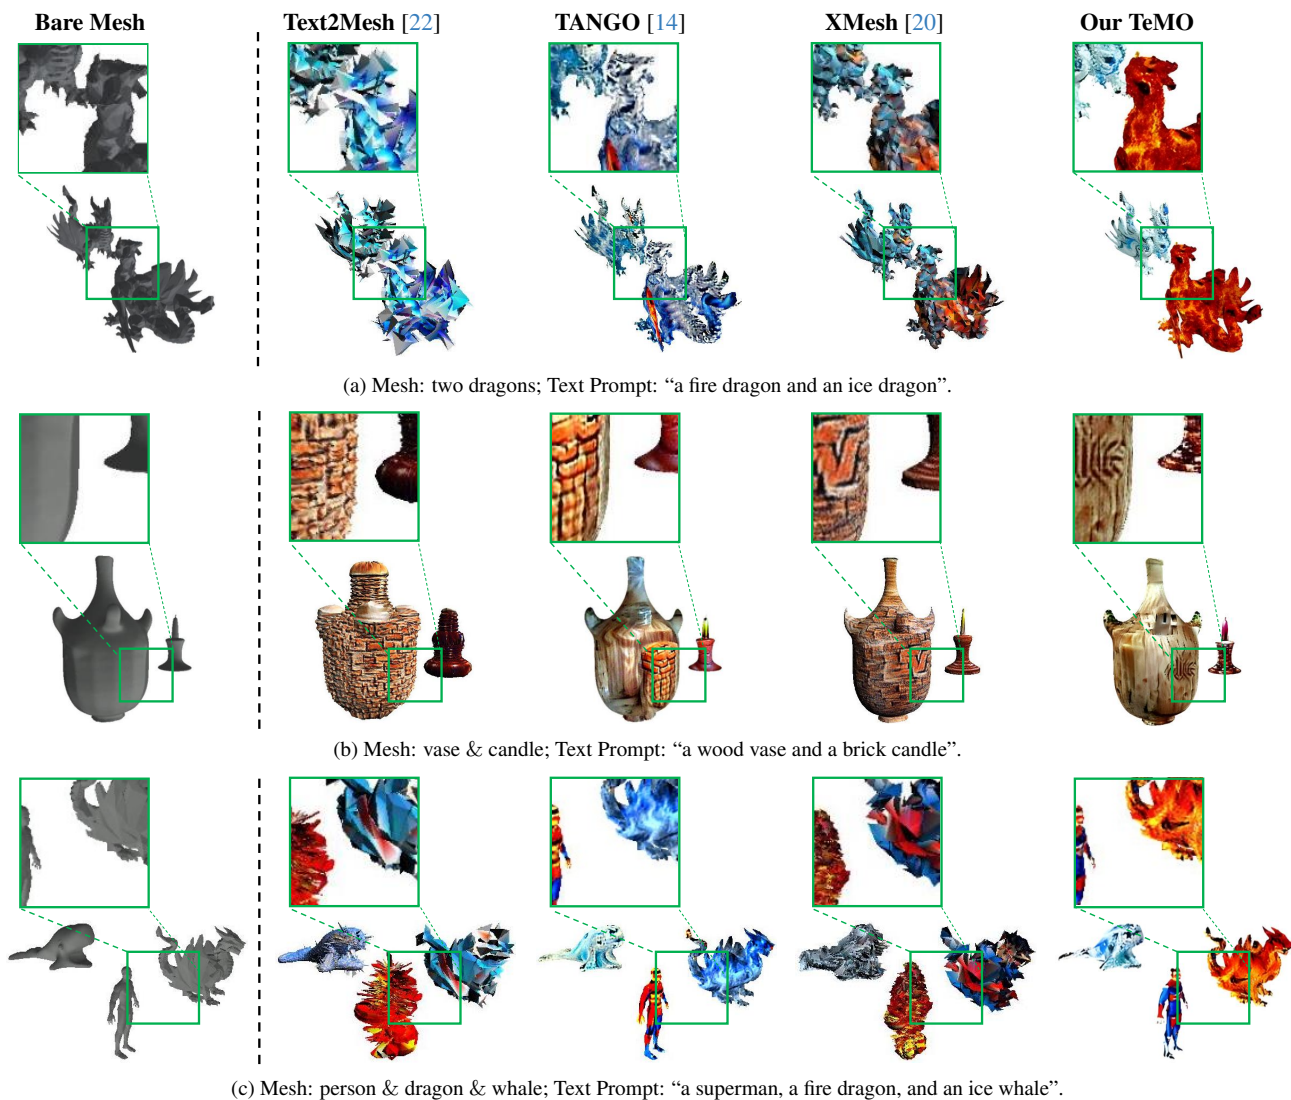 Bare Mesh Text2Mesh [22] TANGO [14] XMesh [20] Our TeMO
(a) Mesh: two dragons; Text Prompt: “a fire dragon and an ice dragon”.
(b) Mesh: vase & candle; Text Prompt: “a wood vase and a brick candle”.
(c) Mesh: person & dragon & whale; Text Prompt: “a superman, a fire dragon, and an ice whale”.